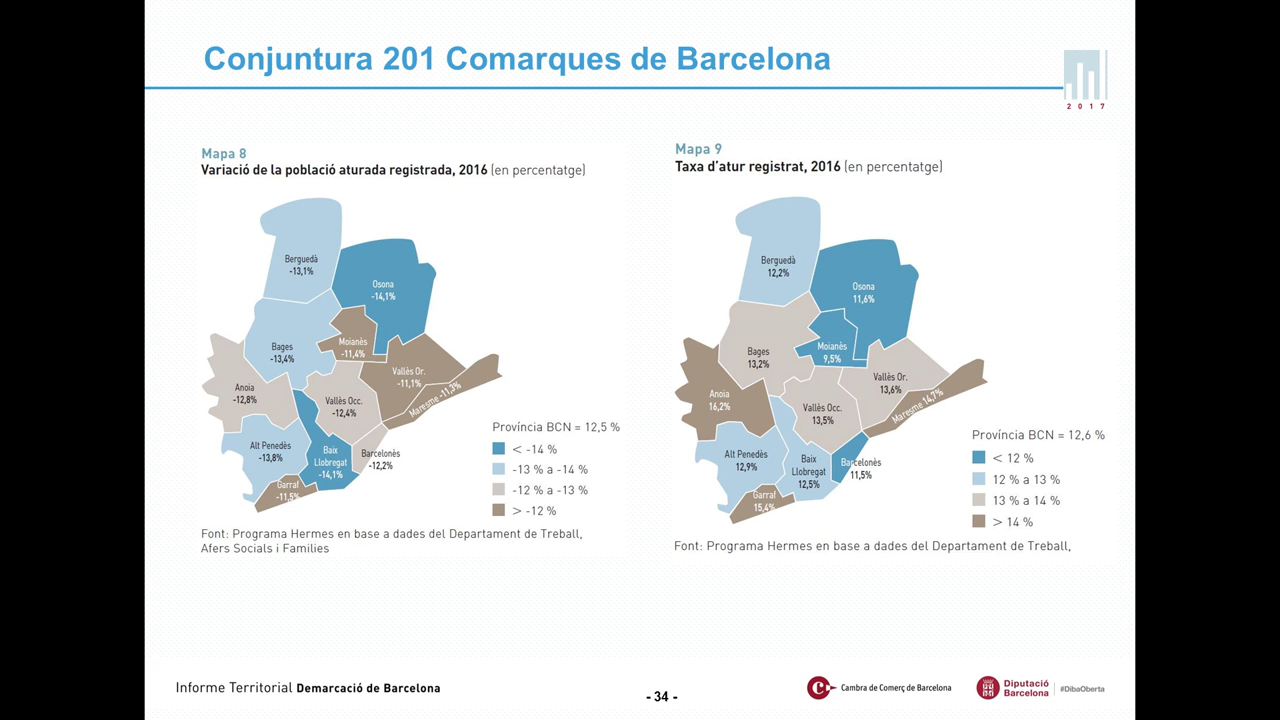 Conjuntura 201 Comarques de Barcelona
2 0 1 7
Mapa 8
Variació de la població aturada registrada, 2016 (en percentatge)
Berguedà
-13,1%
Osona
-14,1%
Moianès
-11,4%
Bages
-13,4%
Vallès Or.
-11,1%
Maresme -11,3%
Anoia
-12,8%
Vallès Occ.
-12,4%
Alt Penedès
-13,8%
Baix
Llobregat
-14,1%
Barcelonès
-12,2%
Garraf
-11,5%
Província BCN = 12,5 %
< -14 %
-13 % a -14 %
-12 % a -13 %
> -12 %
Font: Programa Hermes en base a dades del Departament de Treball,
Afers Socials i Famílies
Mapa 9
Taxa d'atur registrat, 2016 (en percentatge)
Berguedà
12,2%
Osona
11,6%
Moianès
9,5%
Bages
13,2%
Vallès Or.
13,6%
Maresme 14,7%
Anoia
16,2%
Vallès Occ.
13,5%
Alt Penedès
12,9%
Baix
Llobregat
12,5%
Barcelonès
11,5%
Garraf
15,4%
Província BCN = 12,6 %
< 12 %
12 % a 13 %
13 % a 14 %
> 14 %
Font: Programa Hermes en base a dades del Departament de Treball,
Informe Territorial Demarcació de Barcelona
- 34 -
Cambra de Comerç de Barcelona
Diputació
Barcelona
#DibaOberta